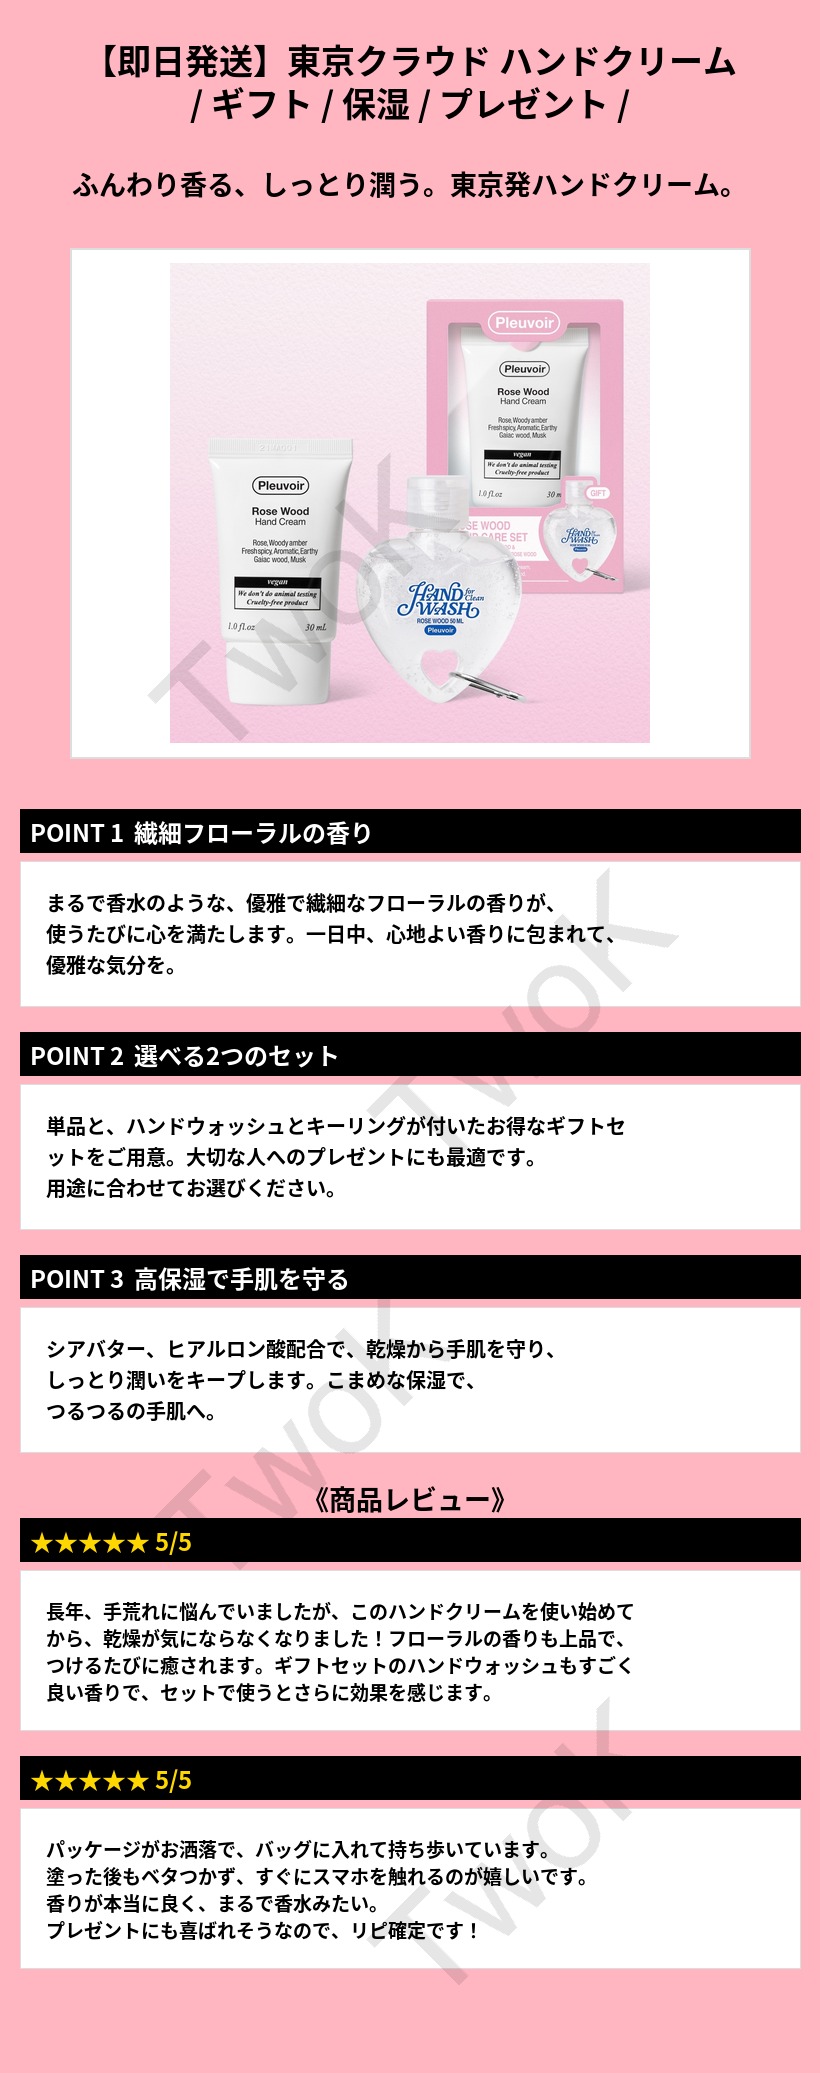 【即日発送】東京クラウド ハンドクリーム
/ ギフト / 保湿 / プレゼント /
ふんわり香る、しっとり潤う。東京発ハンドクリーム。
Pleuvoir
Pleuvoir
Rose Wood
Hand Cream
Rose, Woody amber
Fresh spicy, Aromatic, Earthy
Gaiac wood, Musk
vegan
We don't do animal testing
Cruelty-free product
1.0 fl.oz 30 m
GIFT
SE WOOD
CARE SET
HAND for Clean
WASH
Pleuvoir
Rose Wood
Hand Cream
Rose, Woody amber
Fresh spicy, Aromatic, Earthy
Gaiac wood, Musk
vegan
We don't do animal testing
Cruelty-free product
1.0 fl.oz 30 mL
HAND for Clean
WASH
ROSE WOOD 50 ML
Pleuvoir
TwoK
POINT 1 繊細フローラルの香り
まるで香水のような、優雅で繊細なフローラルの香りが、
使うたびに心を満たします。一日中、心地よい香りに包まれて、
優雅な気分を。
TwoK
POINT 2 選べる2つのセット
単品と、ハンドウォッシュとキーリングが付いたお得なギフトセ
ットをご用意。大切な人へのプレゼントにも最適です。
用途に合わせてお選びください。
POINT 3 高保湿で手肌を守る
シアバター、ヒアルロン酸配合で、乾燥から手肌を守り、
しっとり潤いをキープします。こまめな保湿で、
つるつるの手肌へ。
TwoK
《商品レビュー》
★★★★★ 5/5
長年、手荒れに悩んでいましたが、このハンドクリームを使い始めて
から、乾燥が気にならなくなりました！フローラルの香りも上品で、
つけるたびに癒されます。ギフトセットのハンドウォッシュもすごく
良い香りで、セットで使うとさらに効果を感じます。
★★★★★ 5/5
パッケージがお洒落で、バッグに入れて持ち歩いています。
塗った後もベタつかず、すぐにスマホを触れるのが嬉しいです。
香りが本当に良く、まるで香水みたい。
プレゼントにも喜ばれそうなので、リピ確定です！
TwoK